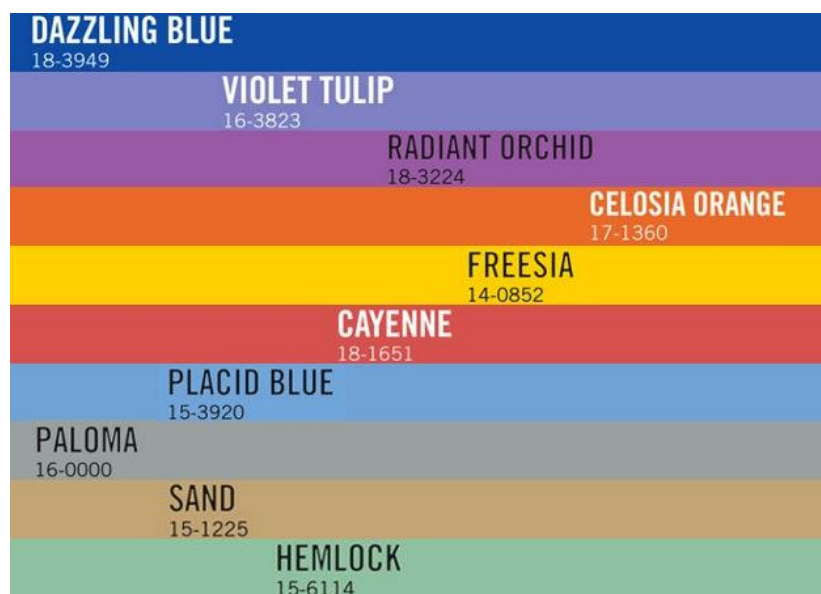 DAZZLING BLUE
18-3949
VIOLET TULIP
16-3823
RADIANT ORCHID
18-3224
CELOSIA ORANGE
17-1360
FREESIA
14-0852
CAYENNE
18-1651
PLACID BLUE
15-3920
PALOMA
16-0000
SAND
15-1225
HEMLOCK
15-6114